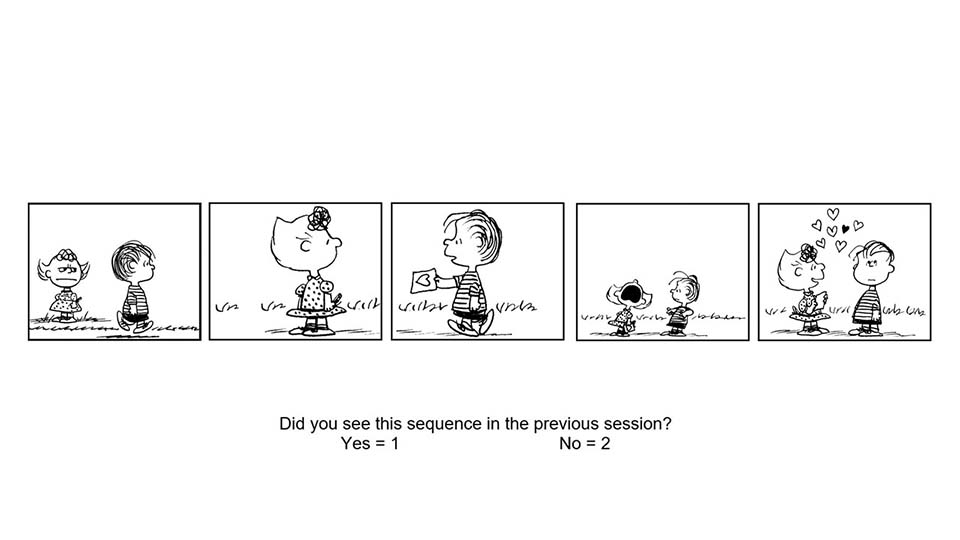 Did you see this sequence in the previous session?
Yes = 1 No = 2